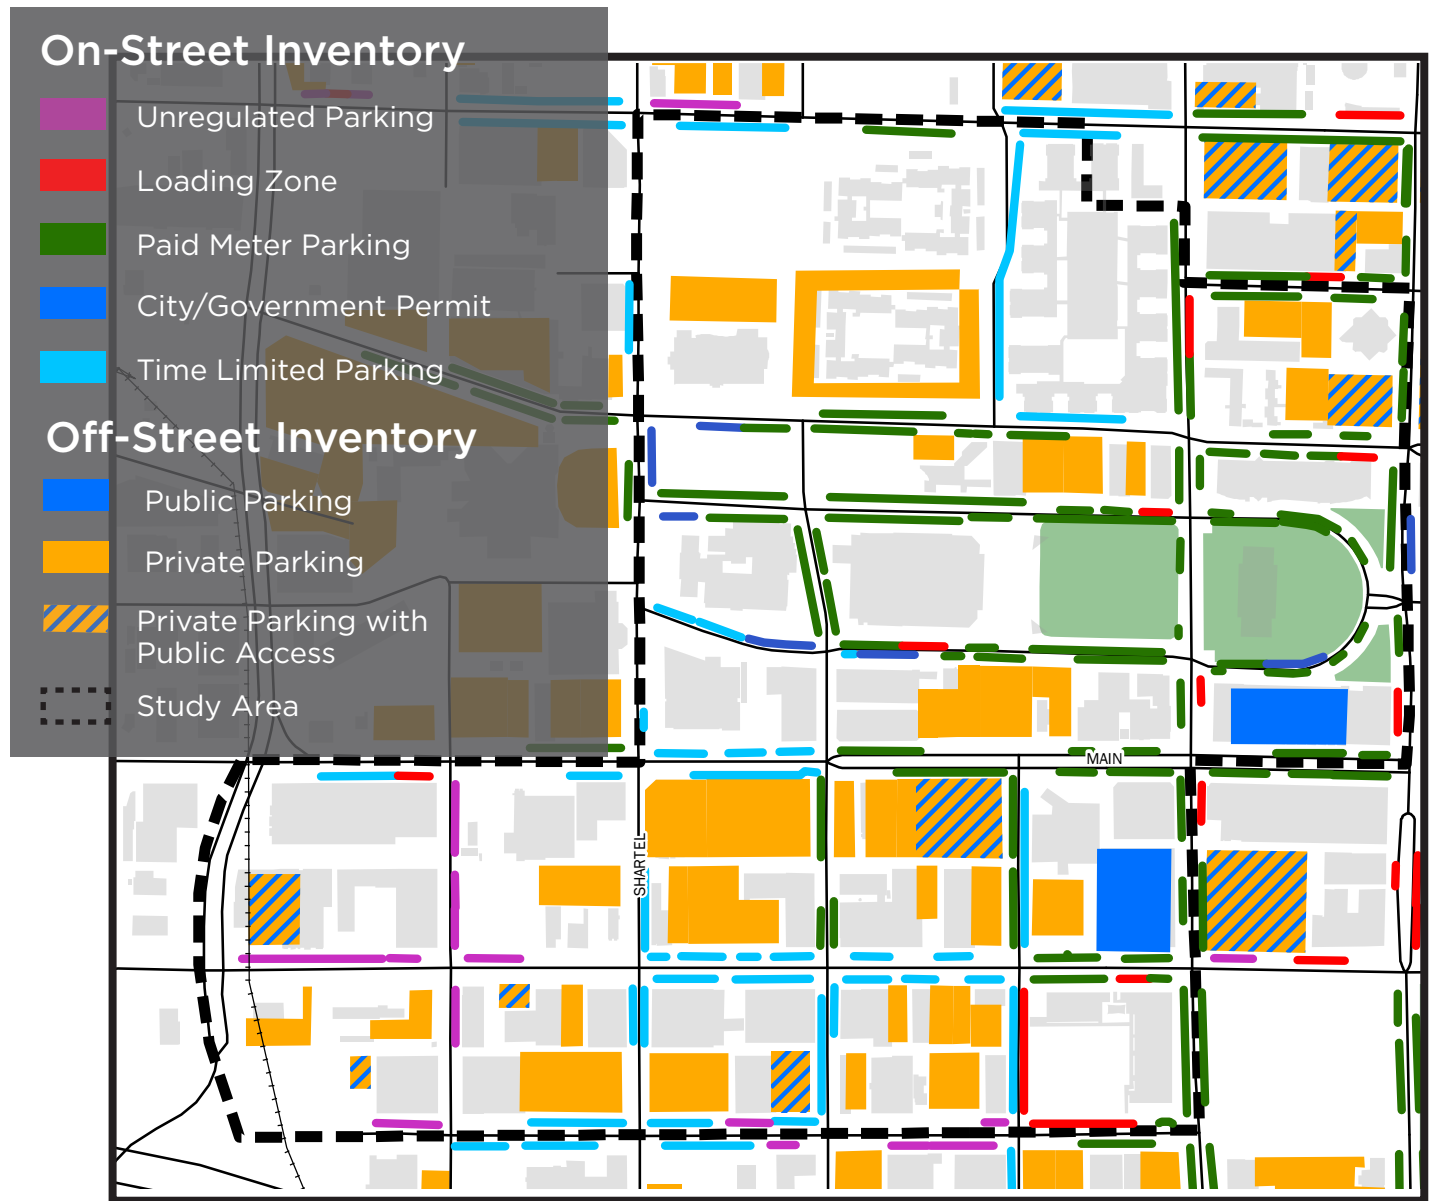 On-Street Inventory
Unregulated Parking
Loading Zone
Paid Meter Parking
City/Government Permit
Time Limited Parking
Off-Street Inventory
Public Parking
Private Parking
Private Parking with
Public Access
Study Area
MAIN
SHARTEL